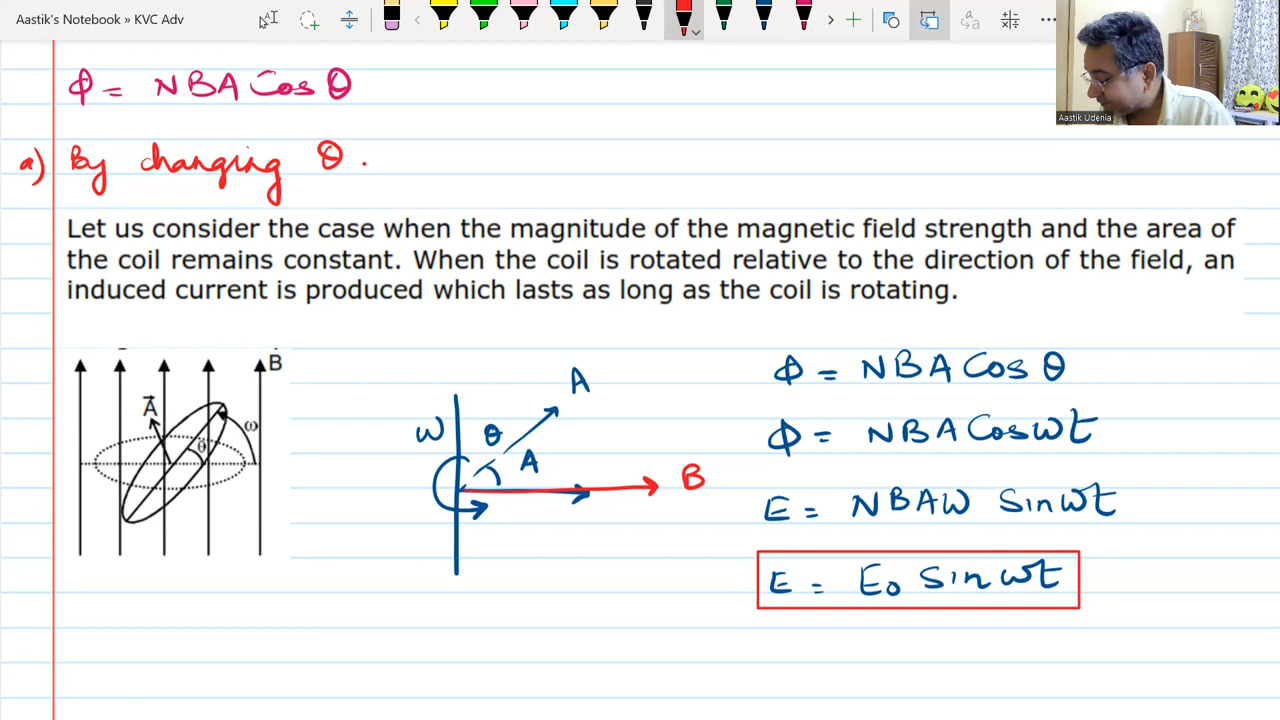 Aastik's Notebook » KVC Adv
Aastik Udenia
Φ = NBA Cos θ
a) By changing θ .
Let us consider the case when the magnitude of the magnetic field strength and the area of
the coil remains constant. When the coil is rotated relative to the direction of the field, an
induced current is produced which lasts as long as the coil is rotating.
B
A
ω
θ
A
ω
θ
A
B
Φ = NBA Cos θ
Φ = NBA Cos ωt
E = NBAω Sin ωt
E = E₀ Sin ωt